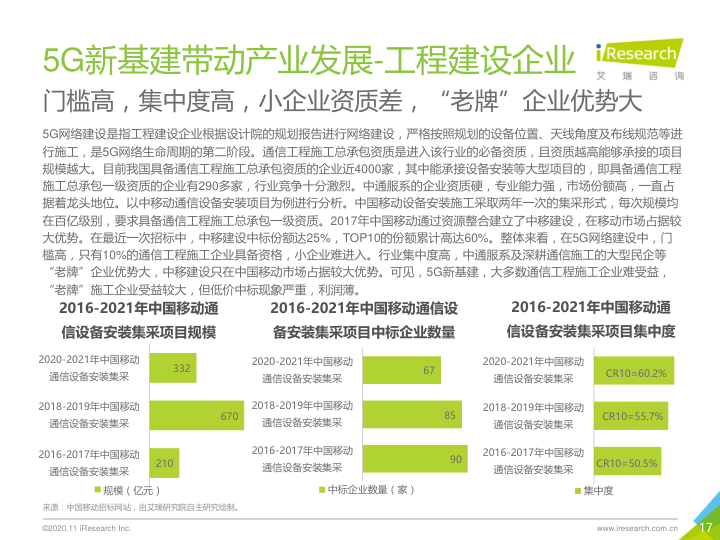 5G新基建带动产业发展-工程建设企业
iResearch
艾瑞咨询
门槛高，集中度高，小企业资质差，“老牌”企业优势大
5G网络建设是指工程建设企业根据设计院的规划报告进行网络建设，严格按照规划的设备位置、天线角度及布线规范等进
行施工，是5G网络生命周期的第二阶段。通信工程施工总承包资质是进入该行业的必备资质，且资质越高能够承接的项目
规模越大。目前我国具备通信工程施工总承包资质的企业近4000家，其中能承接设备安装等大型项目的，即具备通信工程
施工总承包一级资质的企业有290多家，行业竞争十分激烈。中通服系的企业资质硬，专业能力强，市场份额高，一直占
据着龙头地位。以中移动通信设备安装项目为例进行分析。中国移动设备安装施工采取两年一次的集采形式，每次规模均
在百亿级别，要求具备通信工程施工总承包一级资质。2017年中国移动通过资源整合建立了中移建设，在移动市场占据较
大优势。在最近一次招标中，中移建设中标份额达25%，TOP10的份额累计高达60%。整体来看，在5G网络建设中，门
槛高，只有10%的通信工程施工企业具备资格，小企业难进入。行业集中度高，中通服系及深耕通信施工的大型民企等
“老牌”企业优势大，中移建设只在中国移动市场占据较大优势。可见，5G新基建，大多数通信施工工程企业难受益，
“老牌”施工企业受益较大，但低价中标现象严重，利润薄。
2016-2021年中国移动通
信设备安装集采项目规模
2020-2021年中国移动
通信设备安装集采
332
2018-2019年中国移动
通信设备安装集采
670
2016-2017年中国移动
通信设备安装集采
210
规模（亿元）
2016-2021年中国移动通信设
备安装集采项目中标企业数量
2020-2021年中国移动
通信设备安装集采
67
2018-2019年中国移动
通信设备安装集采
85
2016-2017年中国移动
通信设备安装集采
90
中标企业数量（家）
2016-2021年中国移动通
信设备安装集采项目集中度
2020-2021年中国移动
通信设备安装集采
CR10=60.2%
2018-2019年中国移动
通信设备安装集采
CR10=55.7%
2016-2017年中国移动
通信设备安装集采
CR10=50.5%
集中度
来源：中国移动招标网站，由艾瑞研究院自主研究绘制。
©2020.11 iResearch Inc.
www.iresearch.com.cn
17